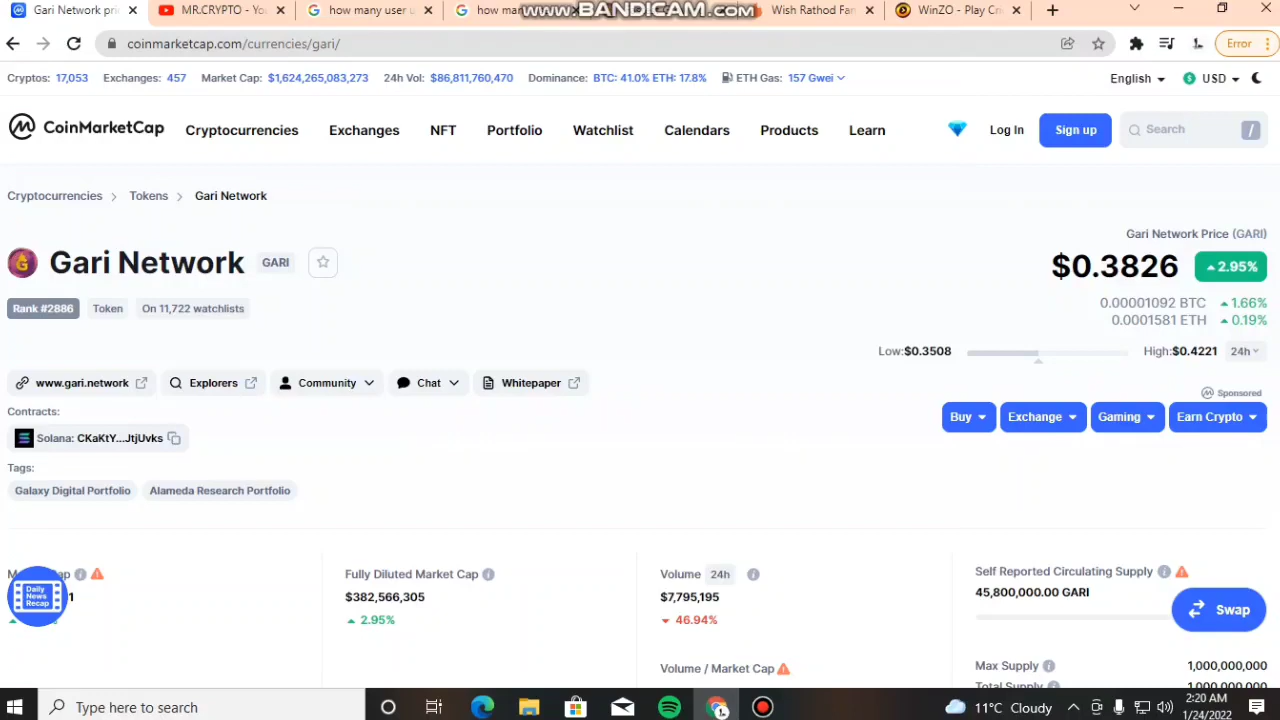 Gari Network pri
MR.CRYPTO - Yo
how many user u
how man
www.BANDICAM.com
Wish Rathod Fan
WinZO - Play Cri
coinmarketcap.com/currencies/gari/
Error
Cryptos: 17,053 Exchanges: 457 Market Cap: $1,624,265,083,273 24h Vol: $86,811,760,470 Dominance: BTC: 41.0% ETH: 17.8% ETH Gas: 157 Gwei
English USD
CoinMarketCap
Cryptocurrencies Exchanges NFT Portfolio Watchlist Calendars Products Learn
Log In Sign up Search /
Cryptocurrencies > Tokens > Gari Network
Gari Network Price (GARI)
Gari Network GARI
$0.3826 2.95%
Rank #2886 Token On 11,722 watchlists
0.00001092 BTC 1.66%
0.0001581 ETH 0.19%
Low:$0.3508 High:$0.4221 24h
www.gari.network Explorers Community Chat Whitepaper
Sponsored
Contracts:
Buy Exchange Gaming Earn Crypto
Solana: CKaKtY...JtjUvks
Tags:
Galaxy Digital Portfolio Alameda Research Portfolio
Fully Diluted Market Cap
$382,566,305
2.95%
Volume 24h
$7,795,195
46.94%
Volume / Market Cap
Self Reported Circulating Supply
45,800,000.00 GARI
Max Supply 1,000,000,000
Total Supply 1,000,000,000
Daily
News
Recap
Swap
Type here to search
11°C Cloudy
2:20 AM
1/24/2022